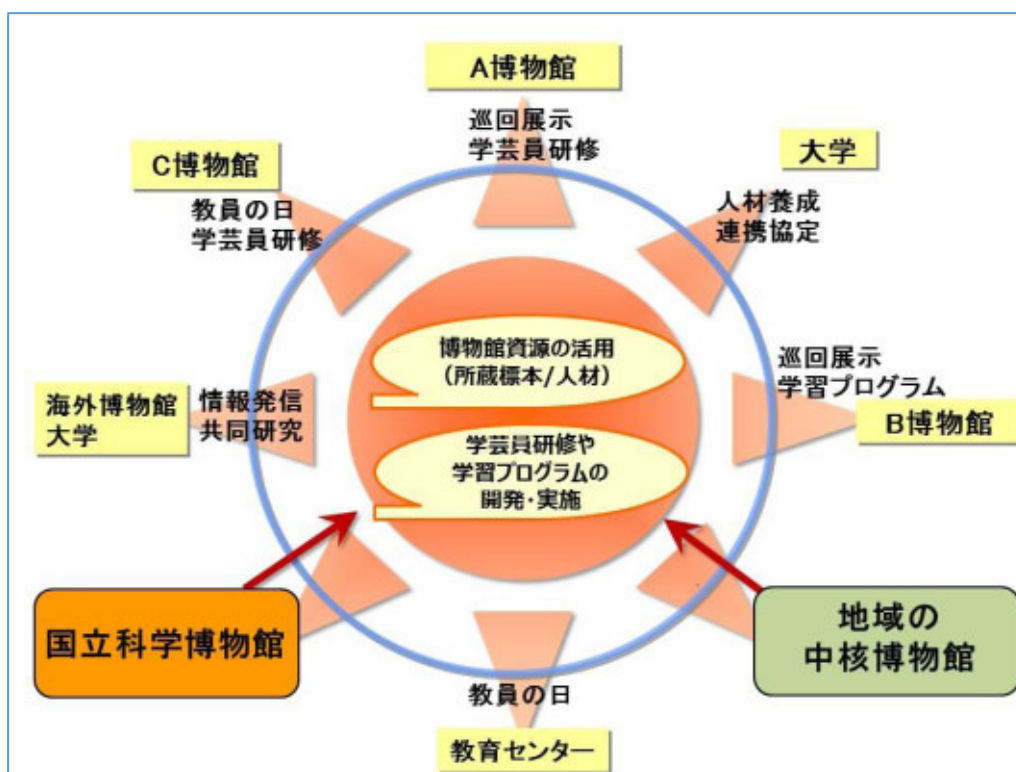 A博物館
巡回展示
学芸員研修
C博物館
教員の日
学芸員研修
大学
人材養成
連携協定
博物館資源の活用
(所蔵標本/人材)
巡回展示
学習プログラム
B博物館
海外博物館
大学
情報発信
共同研究
学芸員研修や
学習プログラムの
開発・実施
国立科学博物館
地域の
中核博物館
教員の日
教育センター